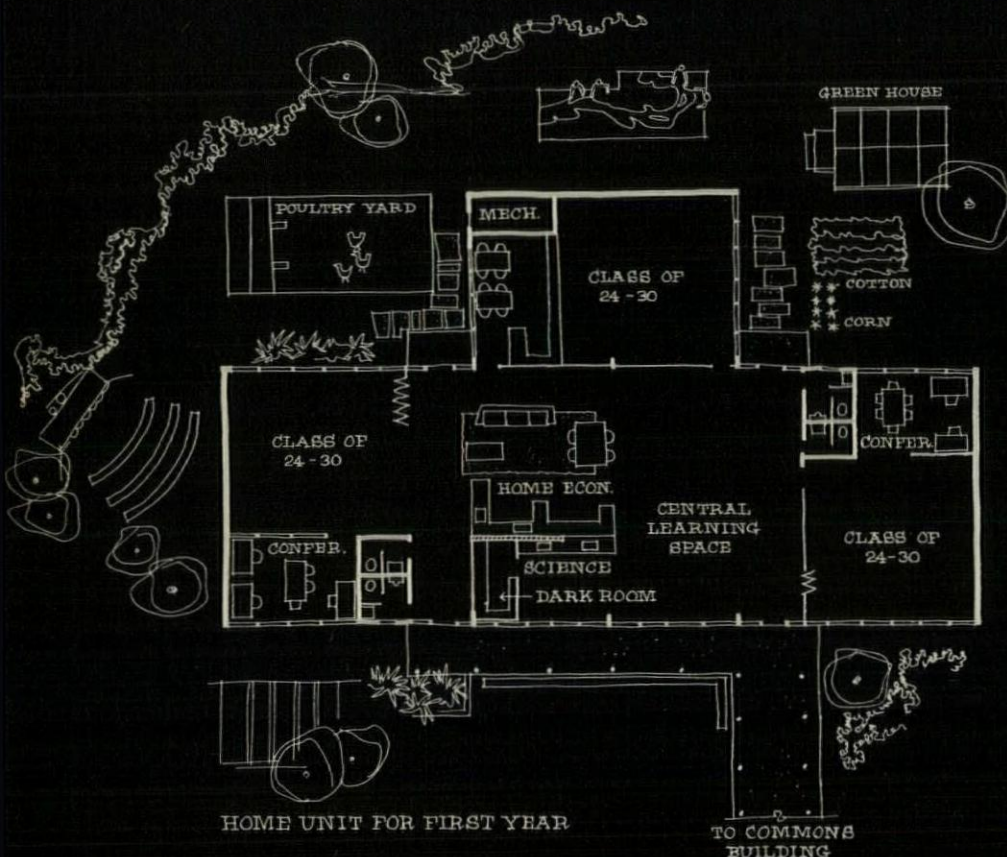 GREEN HOUSE
POULTRY YARD
MECH.
CLASS OF
24-30
COTTON
CORN
CLASS OF
24-30
CONFER.
HOME ECON.
CENTRAL
LEARNING
SPACE
CLASS OF
24-30
CONFER.
SCIENCE
DARK ROOM
HOME UNIT FOR FIRST YEAR
TO COMMONS
BUILDING